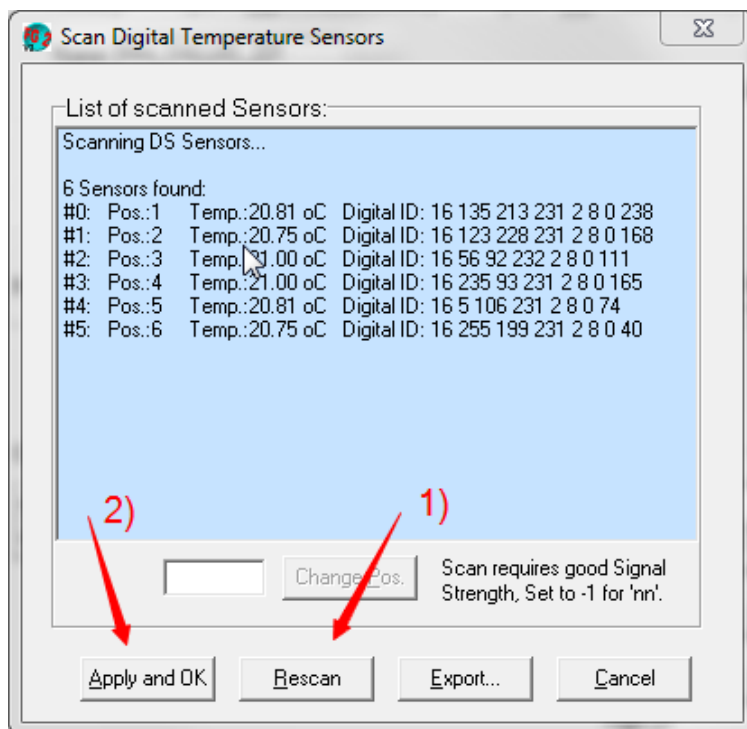 Scan Digital Temperature Sensors
List of scanned Sensors:
Scanning DS Sensors...
6 Sensors found:
#0: Pos.:1 Temp.:20.81 oC Digital ID: 16 135 213 231 2 8 0 238
#1: Pos.:2 Temp.:20.75 oC Digital ID: 16 123 228 231 2 8 0 168
#2: Pos.:3 Temp.:21.00 oC Digital ID: 16 56 92 232 2 8 0 111
#3: Pos.:4 Temp.:21.00 oC Digital ID: 16 235 93 231 2 8 0 165
#4: Pos.:5 Temp.:20.81 oC Digital ID: 16 5 106 231 2 8 0 74
#5: Pos.:6 Temp.:20.75 oC Digital ID: 16 255 199 231 2 8 0 40
2) 1)
Change Pos.
Scan requires good Signal
Strength, Set to -1 for 'nn'.
Apply and OK Rescan Export... Cancel